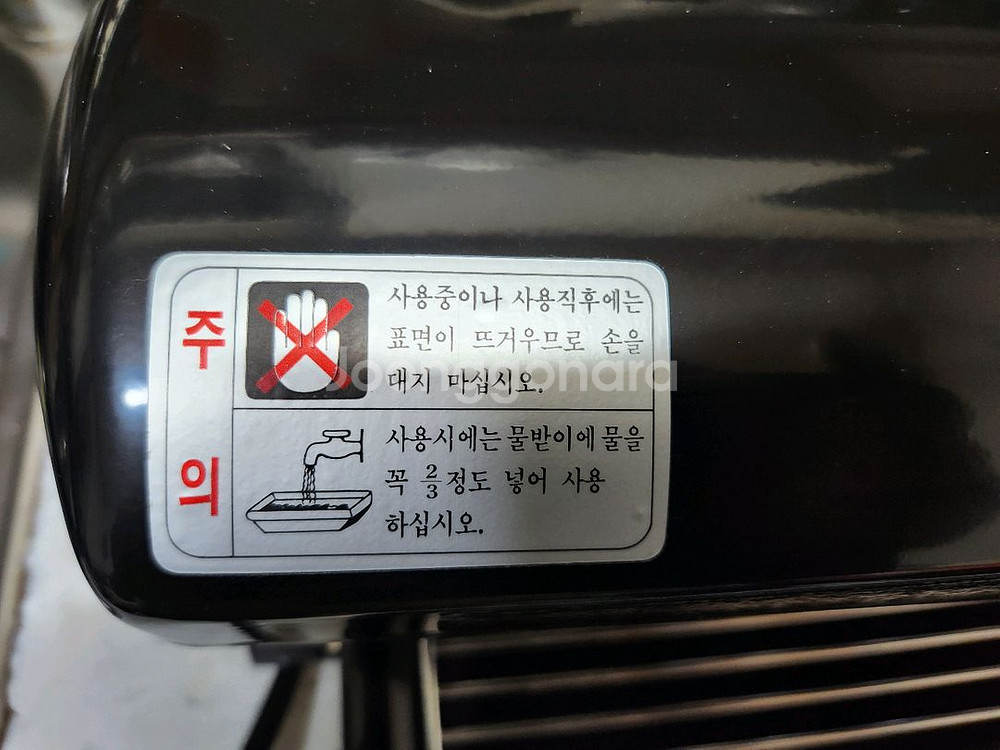 주
의
사용중이나 사용직후에는
표면이 뜨거우므로 손을
대지 마십시오.
사용시에는 물받이에 물을
꼭 2/3 정도 넣어 사용
하십시오.
Joonggonara